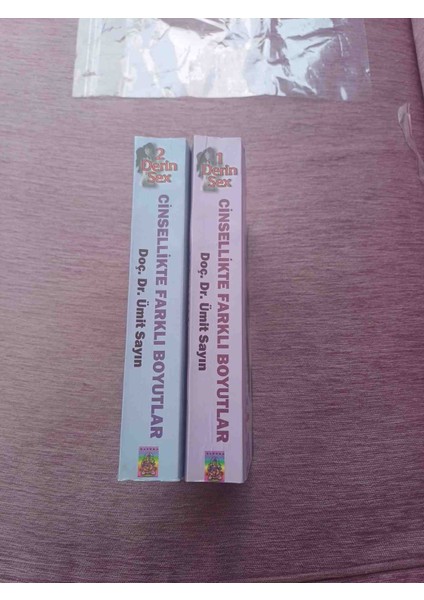 2
Derin
Sex
CİNSELLİKTE FARKLI BOYUTLAR
Doç. Dr. Ümit Sayın
1
Derin
Sex
CİNSELLİKTE FARKLI BOYUTLAR
Doç. Dr. Ümit Sayın